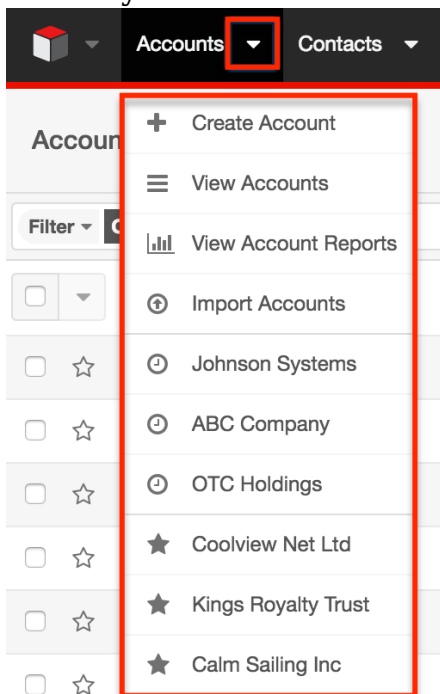 Accounts Contacts
Create Account
Accoun
View Accounts
Filter
View Account Reports
Import Accounts
Johnson Systems
ABC Company
OTC Holdings
Coolview Net Ltd
Kings Royalty Trust
Calm Sailing Inc